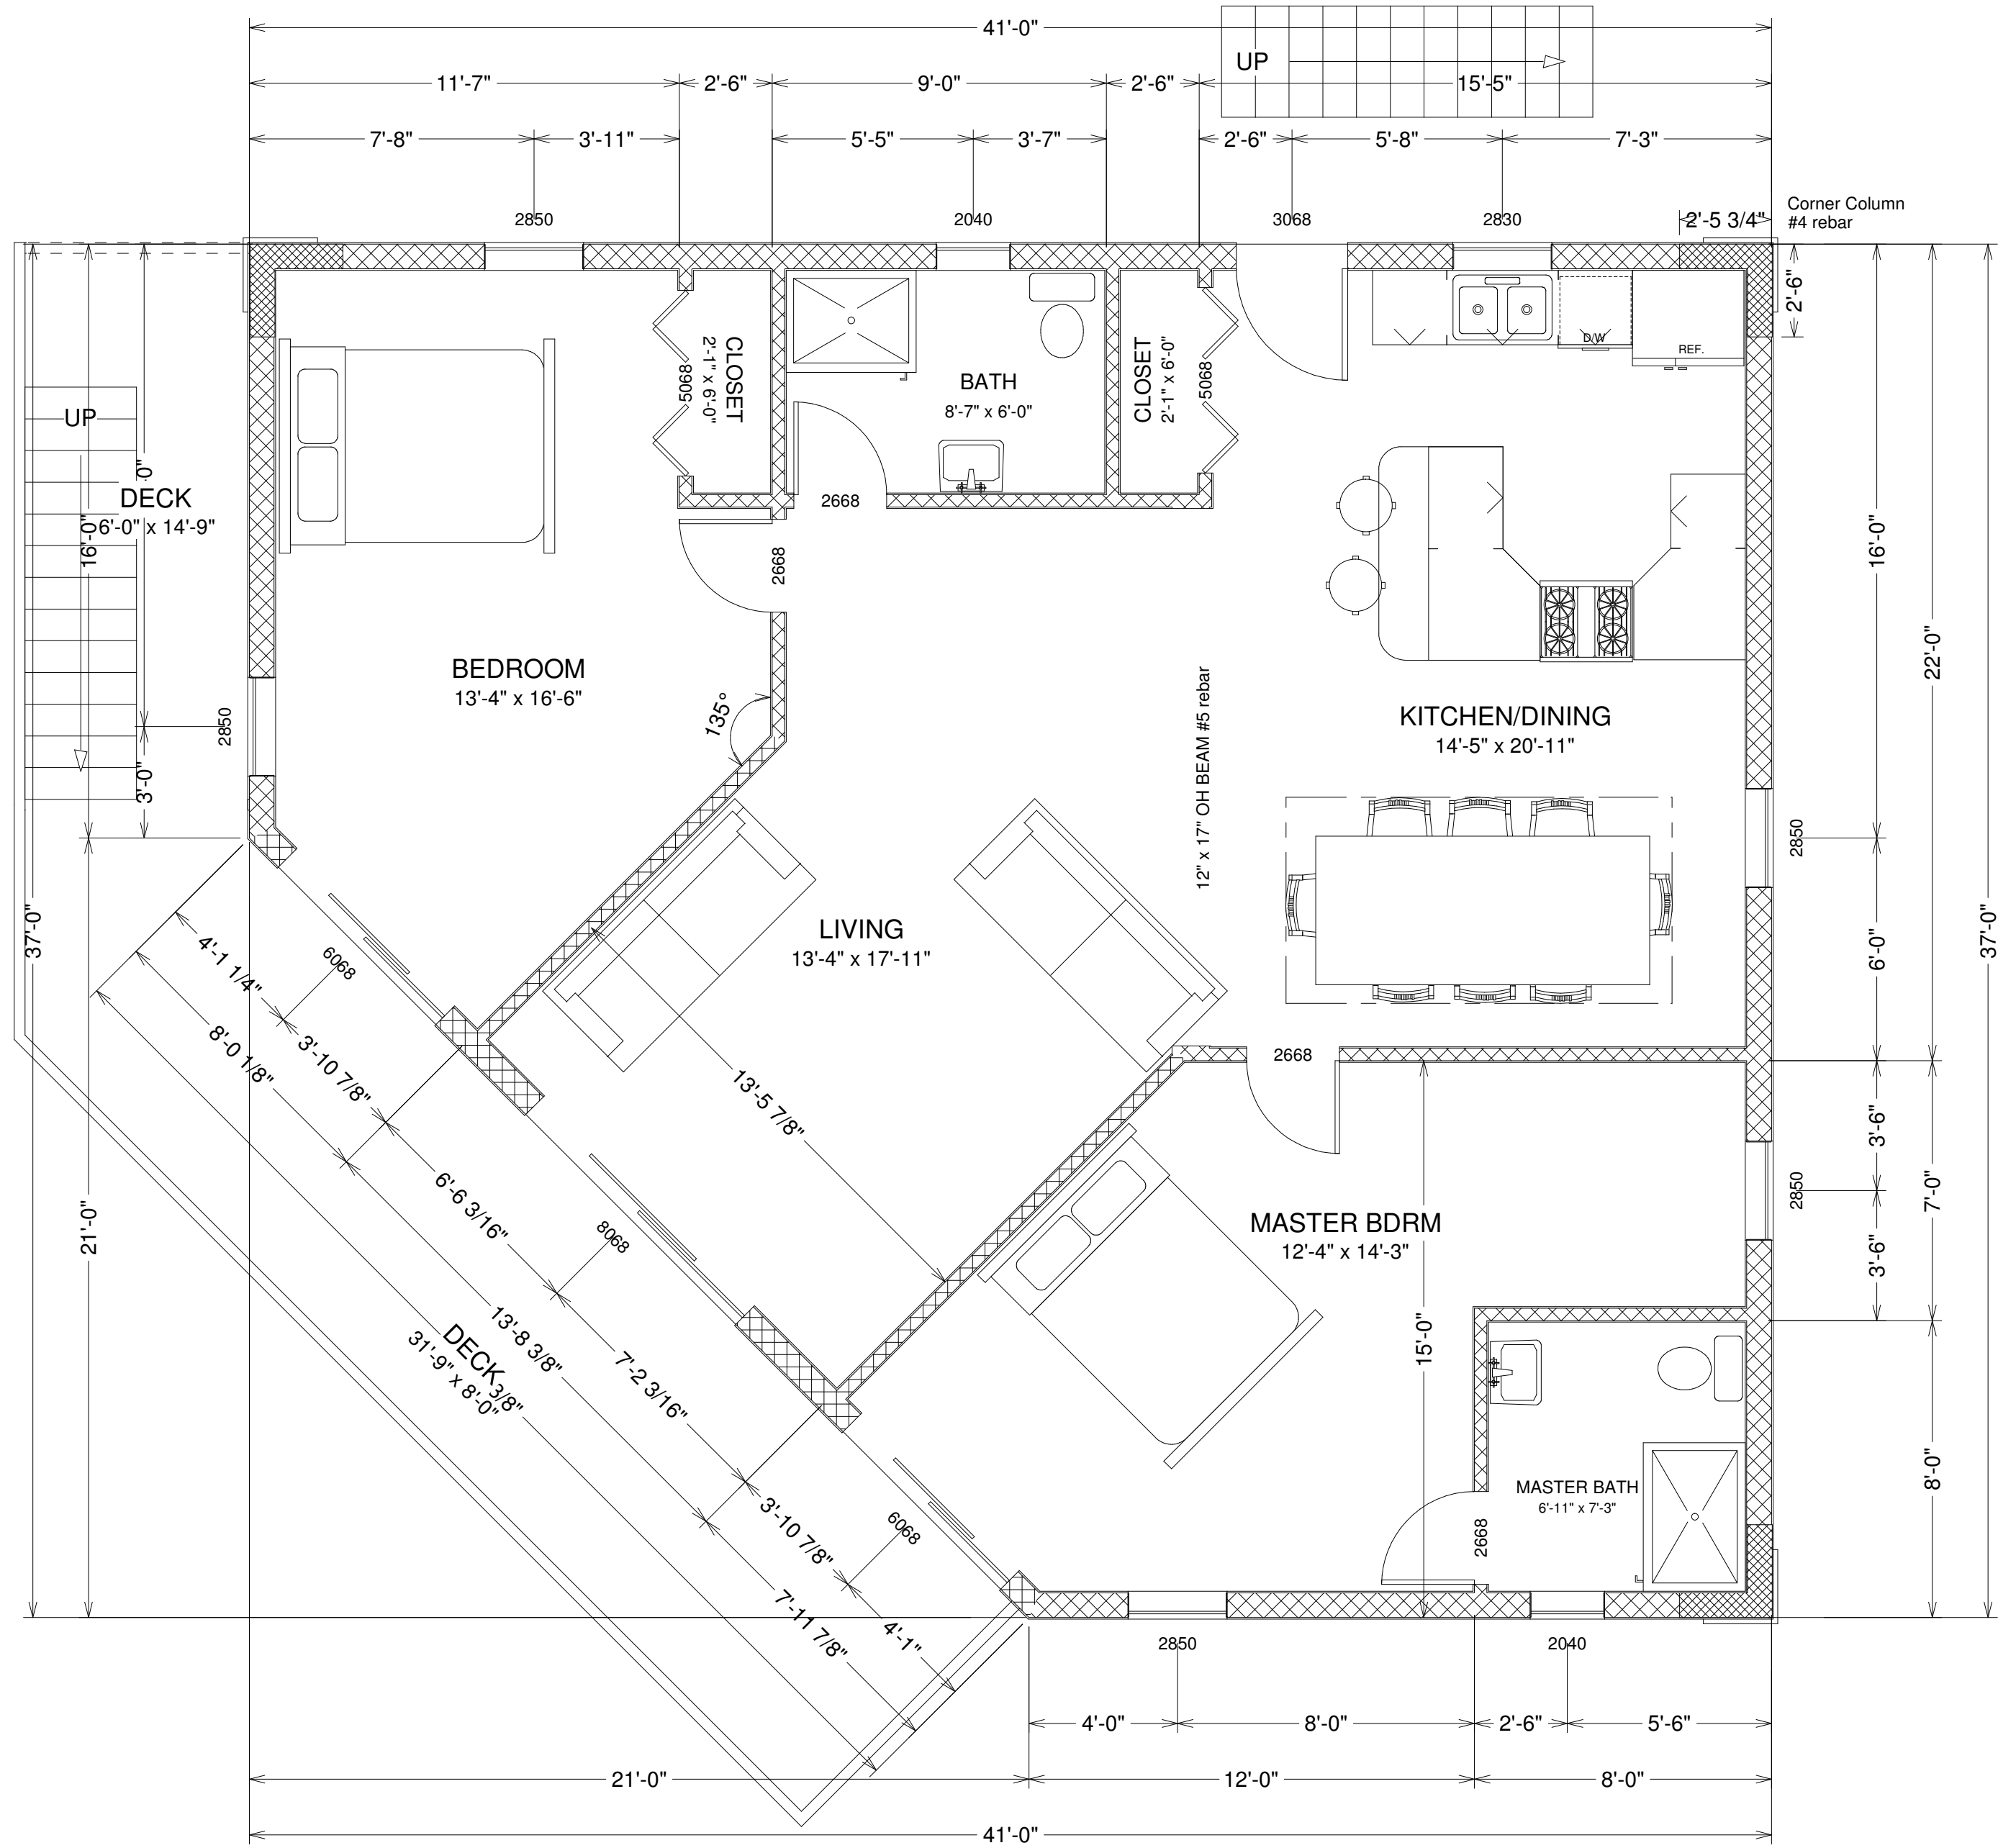 41'-0"
UP
11'-7"
2'-6"
9'-0"
2'-6"
15'-5"
7'-8"
3'-11"
5'-5"
3'-7"
2'-6"
5'-8"
7'-3"
2850
2040
3068
2830
2'-5 3/4"
Corner Column
#4 rebar
2'-6"
D/W
REF.
CLOSET
2'-1" x 6'-0"
5068
BATH
8'-7" x 6'-0"
CLOSET
2'-1" x 6'-0"
5068
UP
DECK
6'-0" x 14'-9"
16'-0"
2668
2668
16'-0"
22'-0"
37'-0"
BEDROOM
13'-4" x 16'-6"
135°
2850
3'-0"
12" x 17" OH BEAM #5 rebar
KITCHEN/DINING
14'-5" x 20'-11"
2850
6'-0"
LIVING
13'-4" x 17'-11"
37'-0"
21'-0"
4'-1 1/4"
6068
8'-0 1/8"
3'-10 7/8"
13'-5 7/8"
2668
3'-6"
7'-0"
2850
3'-6"
6'-6 3/16"
8068
MASTER BDRM
12'-4" x 14'-3"
15'-0"
13'-8 3/8"
DECK
31'-9" x 8'-0"
3/8"
7'-2 3/16"
MASTER BATH
6'-11" x 7'-3"
2668
8'-0"
3'-10 7/8"
6068
7'-11 7/8"
4'-1"
2850
2040
4'-0"
8'-0"
2'-6"
5'-6"
21'-0"
12'-0"
8'-0"
41'-0"